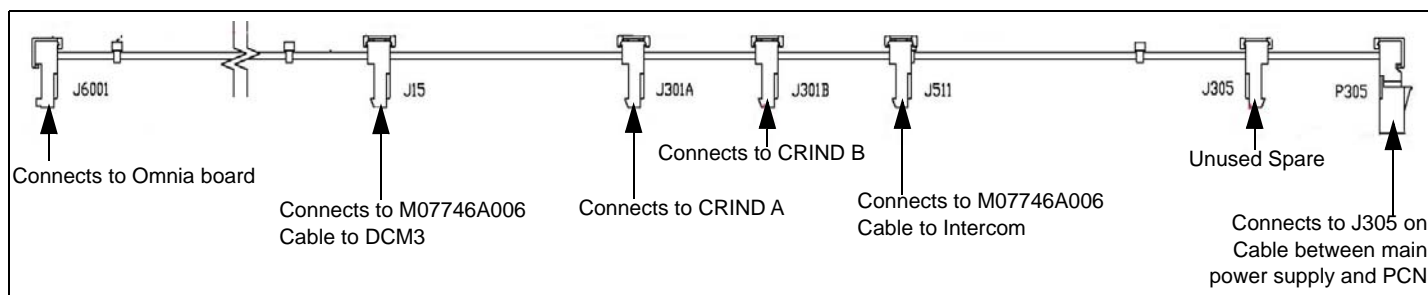 J6001
J15
J301A
J301B
J511
J305
P305
Connects to Omnia board
Connects to M07746A006
Cable to DCM3
Connects to CRIND A
Connects to CRIND B
Connects to M07746A006
Cable to Intercom
Unused Spare
Connects to J305 on
Cable between main
power supply and PCN